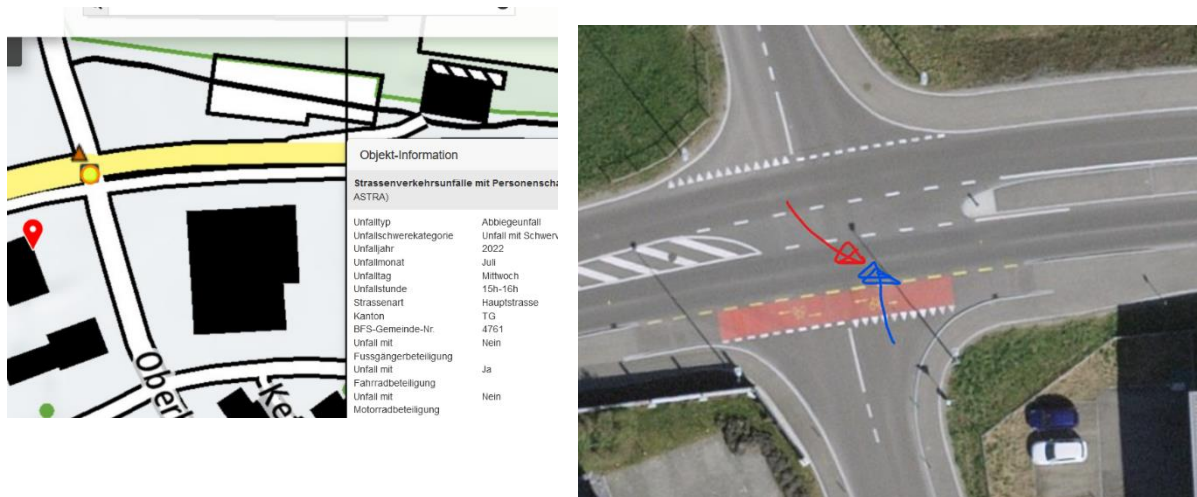 Oberl
Ke
Objekt-Information
Strassenverkehrsunfälle mit Personenscha
ASTRA)
Unfalltyp Abbiegeunfall
Unfallschwerekategorie Unfall mit Schwerv
Unfalljahr 2022
Unfallmonat Juli
Unfalltag Mittwoch
Unfallstunde 15h-16h
Strassenart Hauptstrasse
Kanton TG
BFS-Gemeinde-Nr. 4761
Unfall mit Nein
Fussgängerbeteiligung
Unfall mit Ja
Fahrradbeteiligung
Unfall mit Nein
Motorradbeteiligung